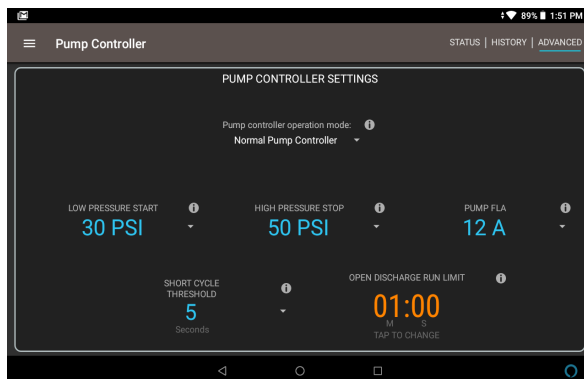 89% 1:51 PM
Pump Controller
STATUS | HISTORY | ADVANCED
PUMP CONTROLLER SETTINGS
Pump controller operation mode:
Normal Pump Controller
LOW PRESSURE START
30 PSI
HIGH PRESSURE STOP
50 PSI
PUMP FLA
12 A
SHORT CYCLE
THRESHOLD
5
Seconds
OPEN DISCHARGE RUN LIMIT
01:00
M S
TAP TO CHANGE